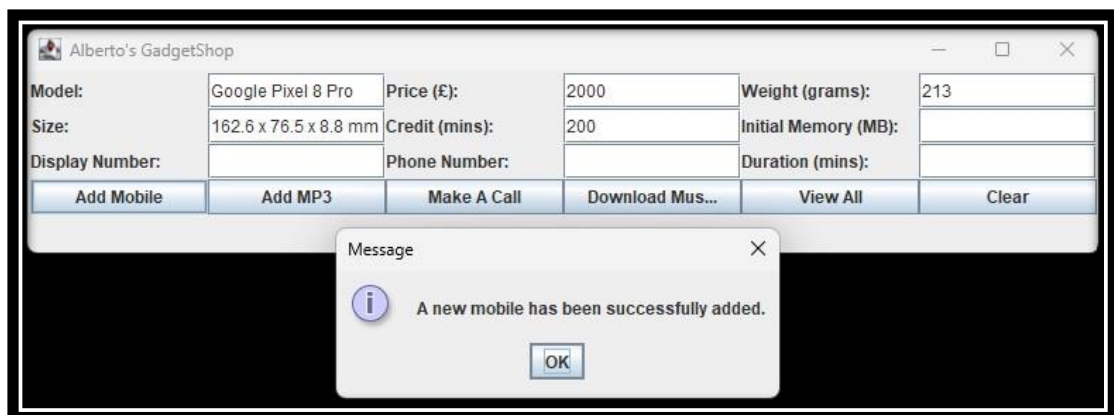 Alberto's GadgetShop
Model: Google Pixel 8 Pro Price (£): 2000 Weight (grams): 213
Size: 162.6 x 76.5 x 8.8 mm Credit (mins): 200 Initial Memory (MB):
Display Number: Phone Number: Duration (mins):
Add Mobile Add MP3 Make A Call Download Mus... View All Clear
Message
A new mobile has been successfully added.
OK